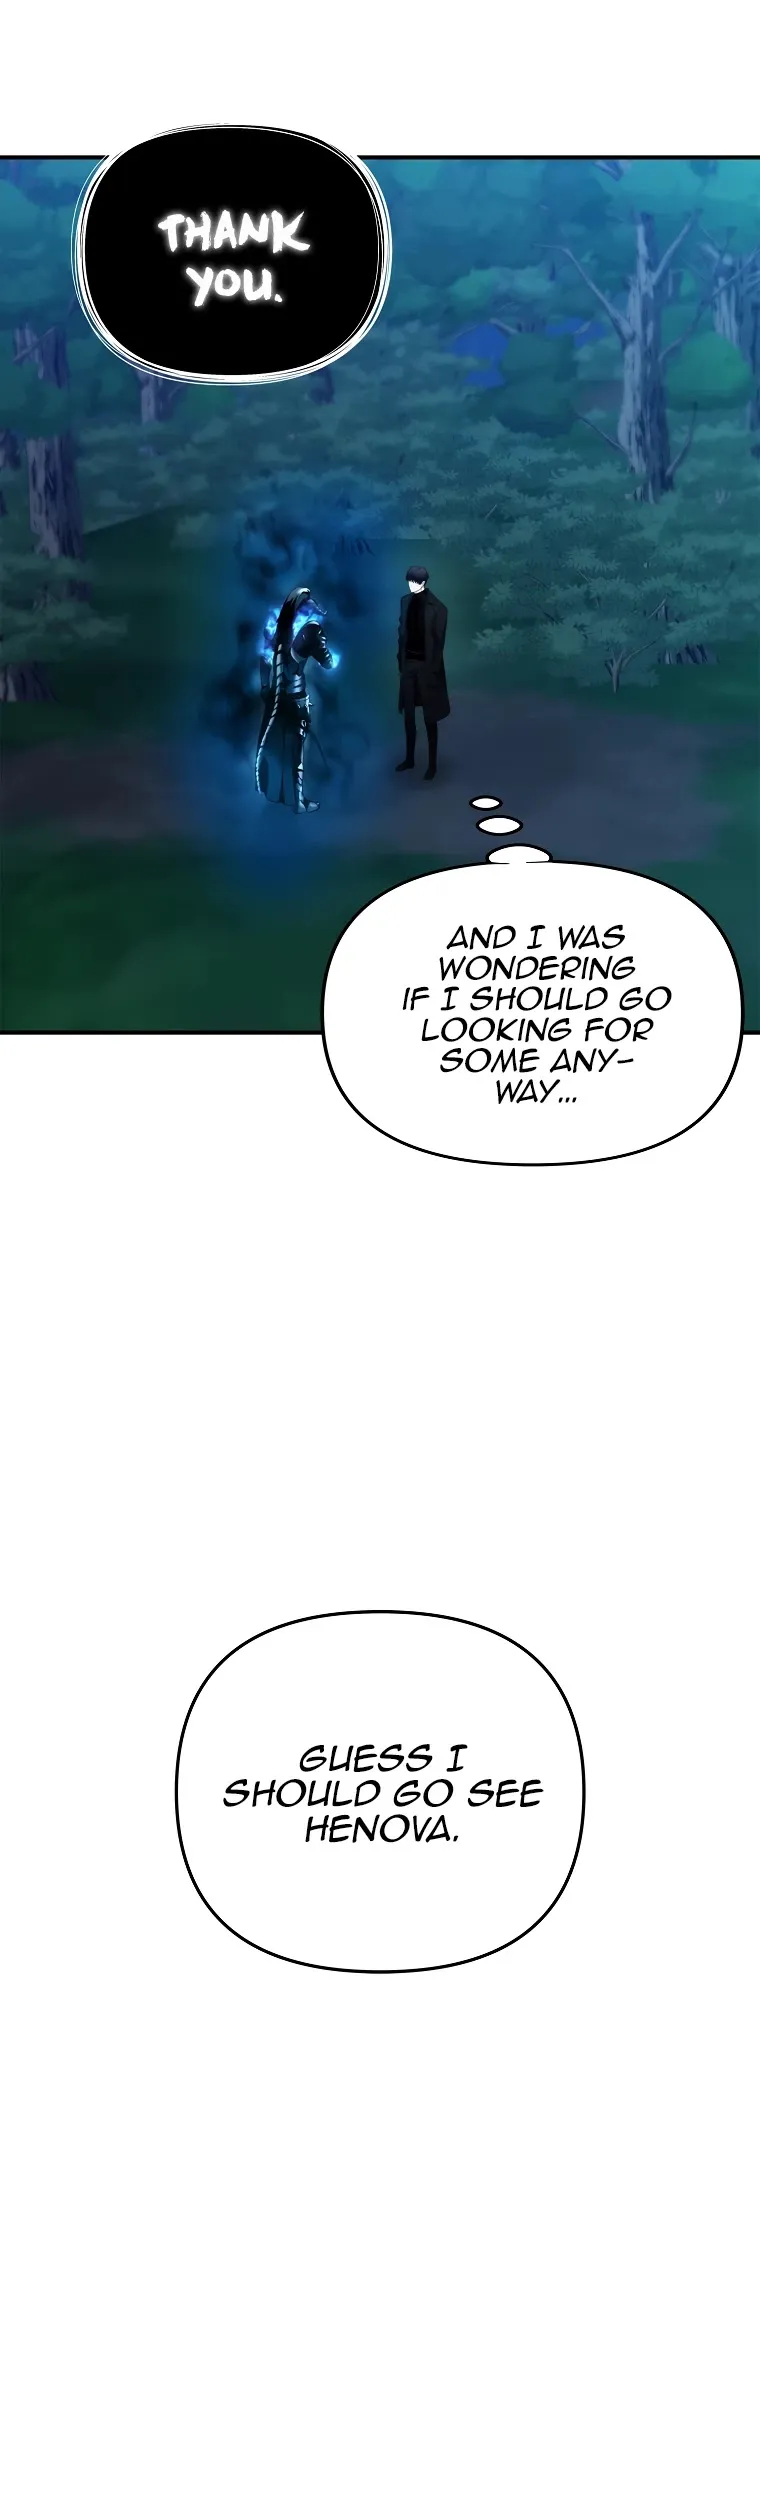 THANK
YOU.
AND I WAS
WONDERING
IF I SHOULD GO
LOOKING FOR
SOME ANY-
WAY...
GUESS I
SHOULD GO SEE
HENOVA.